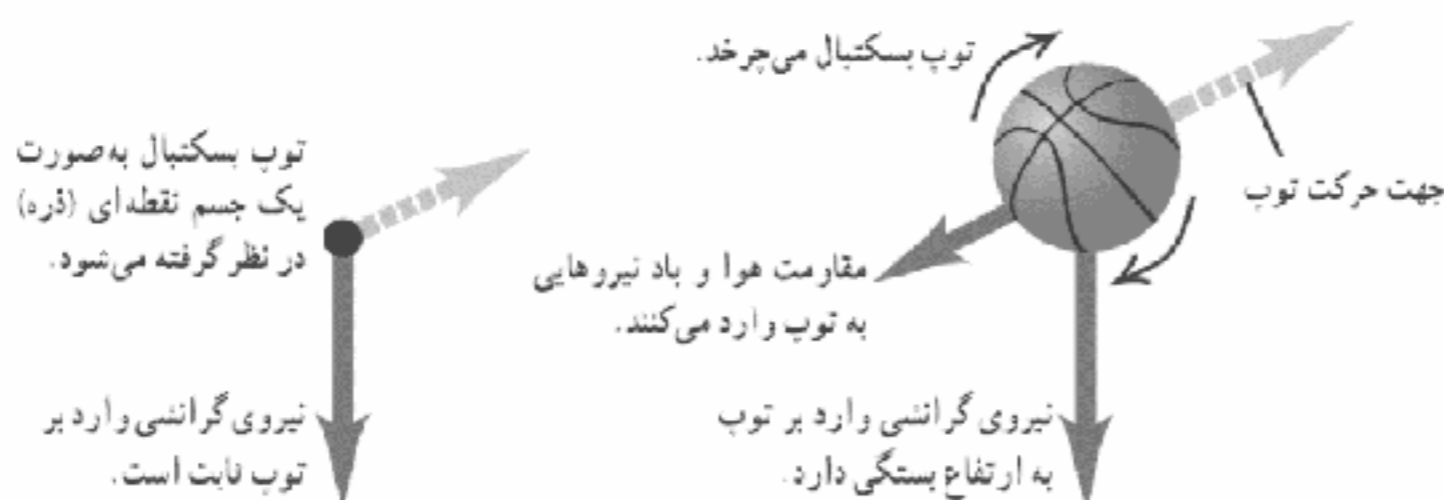 توپ بسکتبال می‌چرخد.
جهت حرکت توپ
مقاومت هوا و باد نیروهایی
به توپ وارد می‌کنند.
نیروی گرانشی وارد بر توپ
به ارتفاع بستگی دارد.
توپ بسکتبال به‌صورت
یک جسم نقطه‌ای (ذره)
در نظر گرفته می‌شود.
نیروی گرانشی وارد بر
توپ ثابت است.